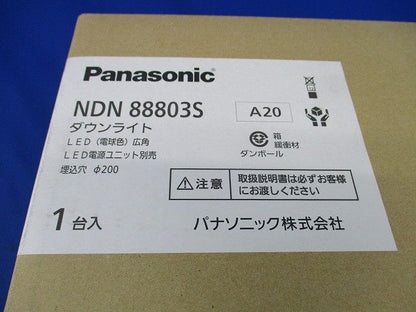 Panasonic
NDN 88803S
A20
ダウンライト
LED(電球色)広角
LED電源ユニット別売
埋込穴 φ200
箱
緩衝材
ダンボール
注意
取扱説明書は必ずお客様
にお渡しください
1台入
パナソニック株式会社